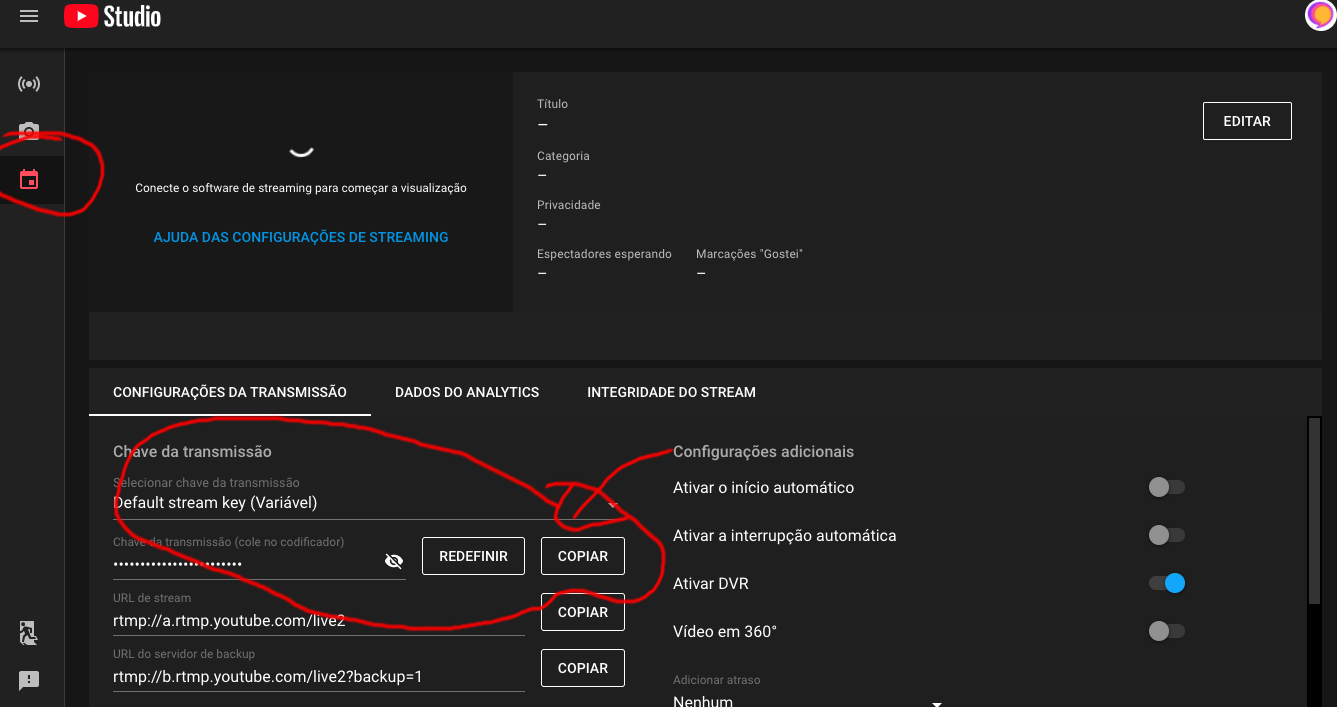 Studio
Título
–
EDITAR
Categoria
–
Conecte o software de streaming para começar a visualização
Privacidade
–
AJUDA DAS CONFIGURAÇÕES DE STREAMING
Espectadores esperando Marcações "Gostei"
– –
CONFIGURAÇÕES DA TRANSMISSÃO DADOS DO ANALYTICS INTEGRIDADE DO STREAM
Chave da transmissão
Selecionar chave da transmissão
Default stream key (Variável)
Chave da transmissão (cole no codificador)
•••••••••••••••••••••••• REDEFINIR COPIAR
URL de stream
rtmp://a.rtmp.youtube.com/live2 COPIAR
URL do servidor de backup
rtmp://b.rtmp.youtube.com/live2?backup=1 COPIAR
Configurações adicionais
Ativar o início automático
Ativar a interrupção automática
Ativar DVR
Vídeo em 360°
Adicionar atraso
Nenhum